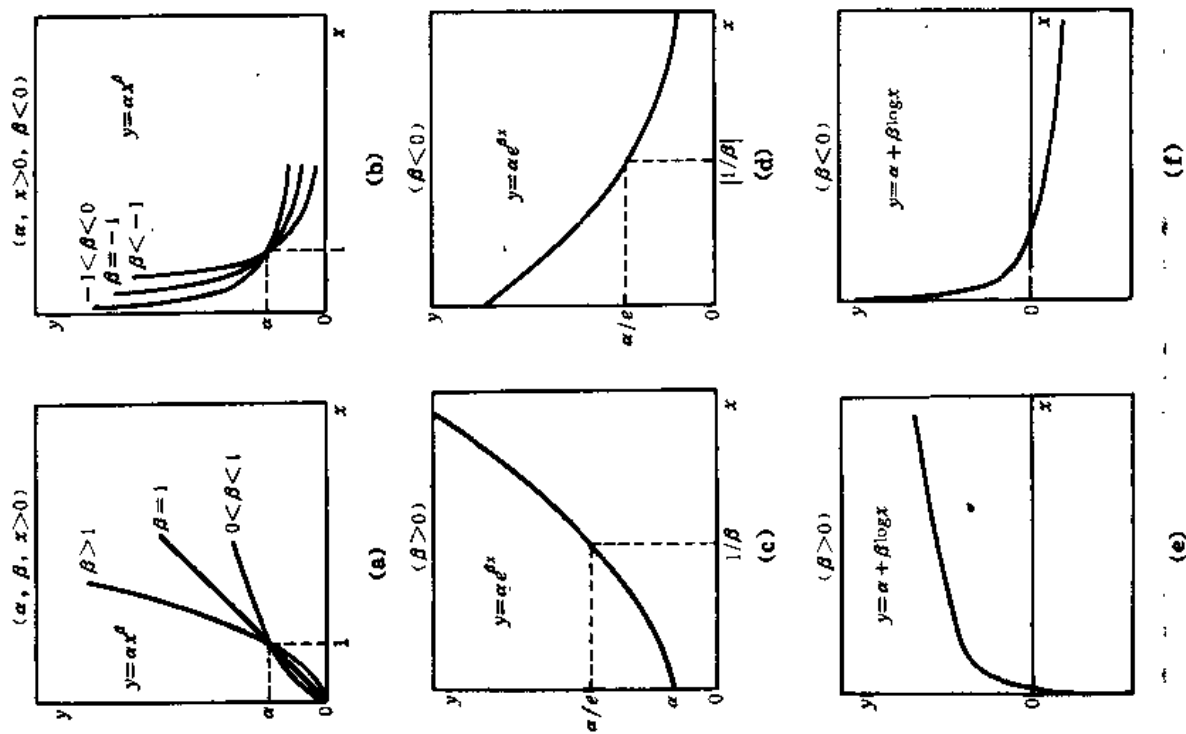 (α, β, x>0)
y
β>1
y=αx^β
β=1
0<β<1
α
0
1
x
(a)
(α, x>0, β<0)
y
-1<β<0
β=-1
β<-1
y=αx^β
α
0
1
x
(b)
(β>0)
y
y=αe^{βx}
α/e
α
0
1/β
x
(c)
(β<0)
y
y=αe^{βx}
α/e
0
|1/β|
x
(d)
(β>0)
y
y=α+βlogx
0
x
(e)
(β<0)
y
y=α+βlogx
0
x
(f)